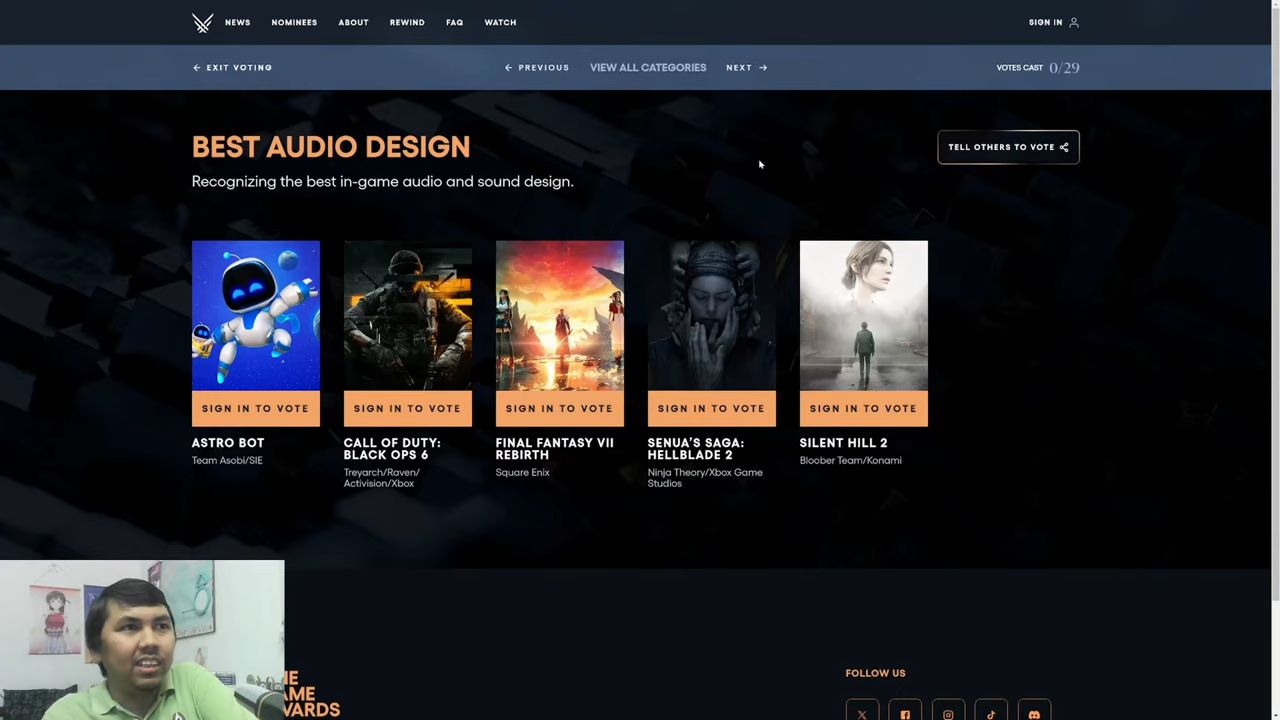 NEWS NOMINEES ABOUT REWIND FAQ WATCH SIGN IN
EXIT VOTING PREVIOUS VIEW ALL CATEGORIES NEXT VOTES CAST 0/29
BEST AUDIO DESIGN
TELL OTHERS TO VOTE
Recognizing the best in-game audio and sound design.
SIGN IN TO VOTE SIGN IN TO VOTE SIGN IN TO VOTE SIGN IN TO VOTE SIGN IN TO VOTE
ASTRO BOT
Team Asobi/SIE
CALL OF DUTY:
BLACK OPS 6
Treyarch/Raven/
Activision/Xbox
FINAL FANTASY VII
REBIRTH
Square Enix
SENUA'S SAGA:
HELLBLADE 2
Ninja Theory/Xbox Game
Studios
SILENT HILL 2
Bloober Team/Konami
FOLLOW US